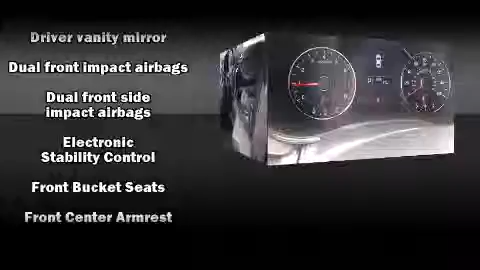 Driver vanity mirror
Dual front impact airbags
Dual front side
impact airbags
Electronic
Stability Control
Front Bucket Seats
Front Center Armrest